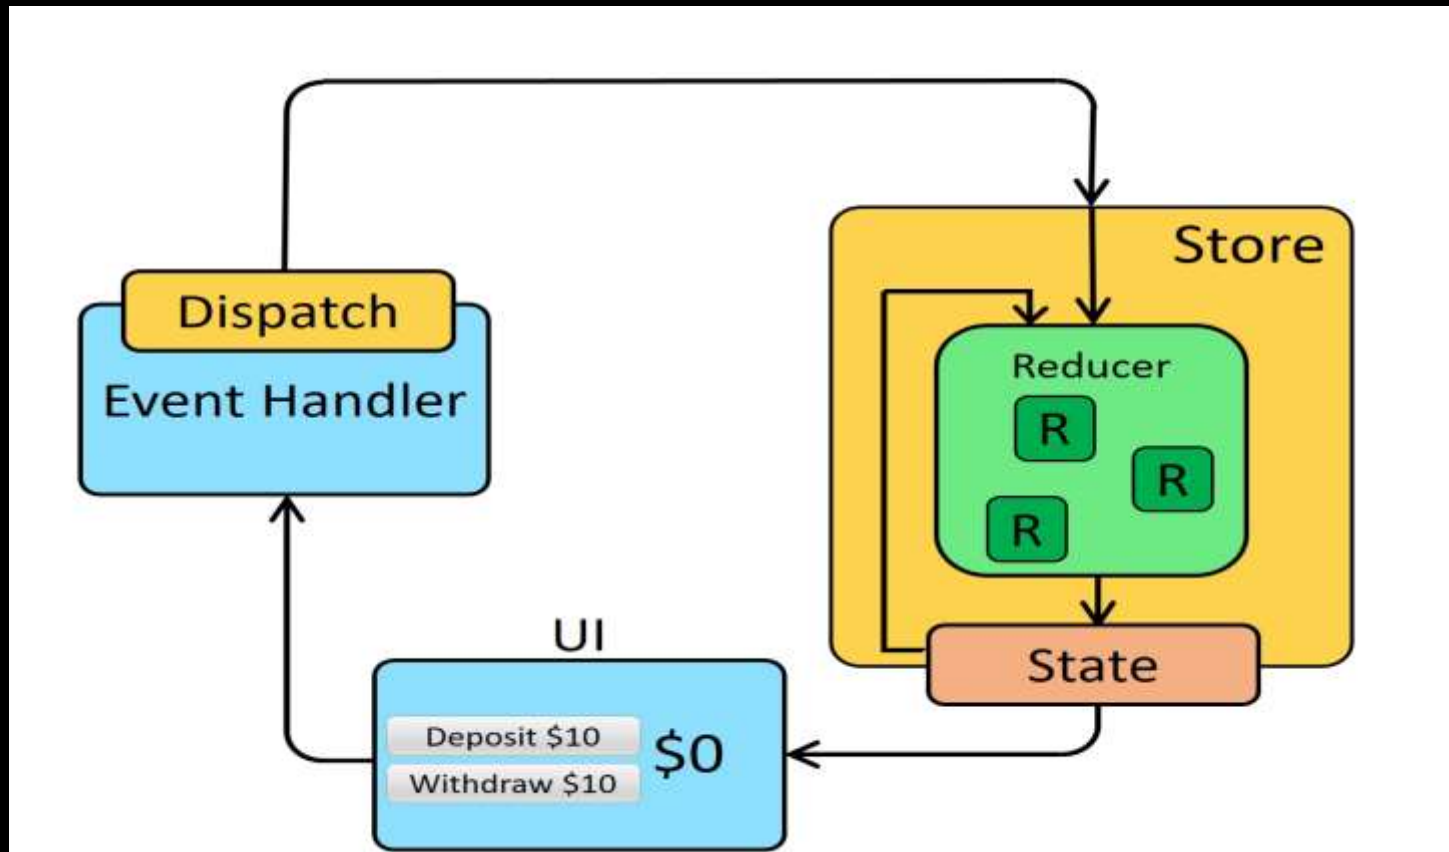 Store
Dispatch
Event Handler
Reducer
R
R
R
State
UI
Deposit $10
$0
Withdraw $10